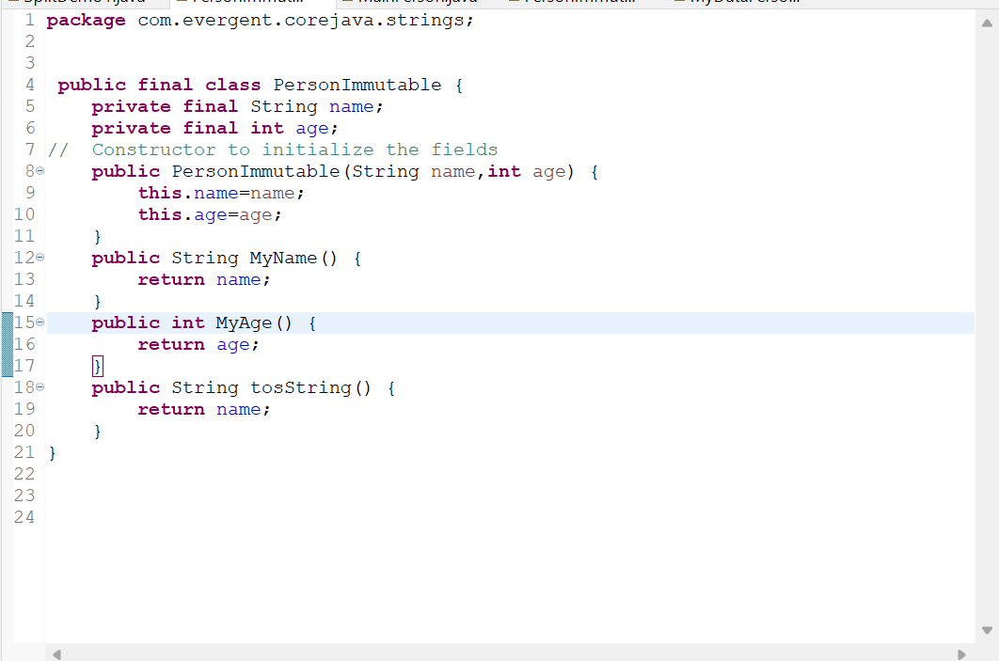 1 package com.evergent.corejava.strings;
2
3
4 public final class PersonImmutable {
5 private final String name;
6 private final int age;
7 // Constructor to initialize the fields
8 public PersonImmutable(String name,int age) {
9 this.name=name;
10 this.age=age;
11 }
12 public String MyName() {
13 return name;
14 }
15 public int MyAge() {
16 return age;
17 }
18 public String tosString() {
19 return name;
20 }
21 }
22
23
24